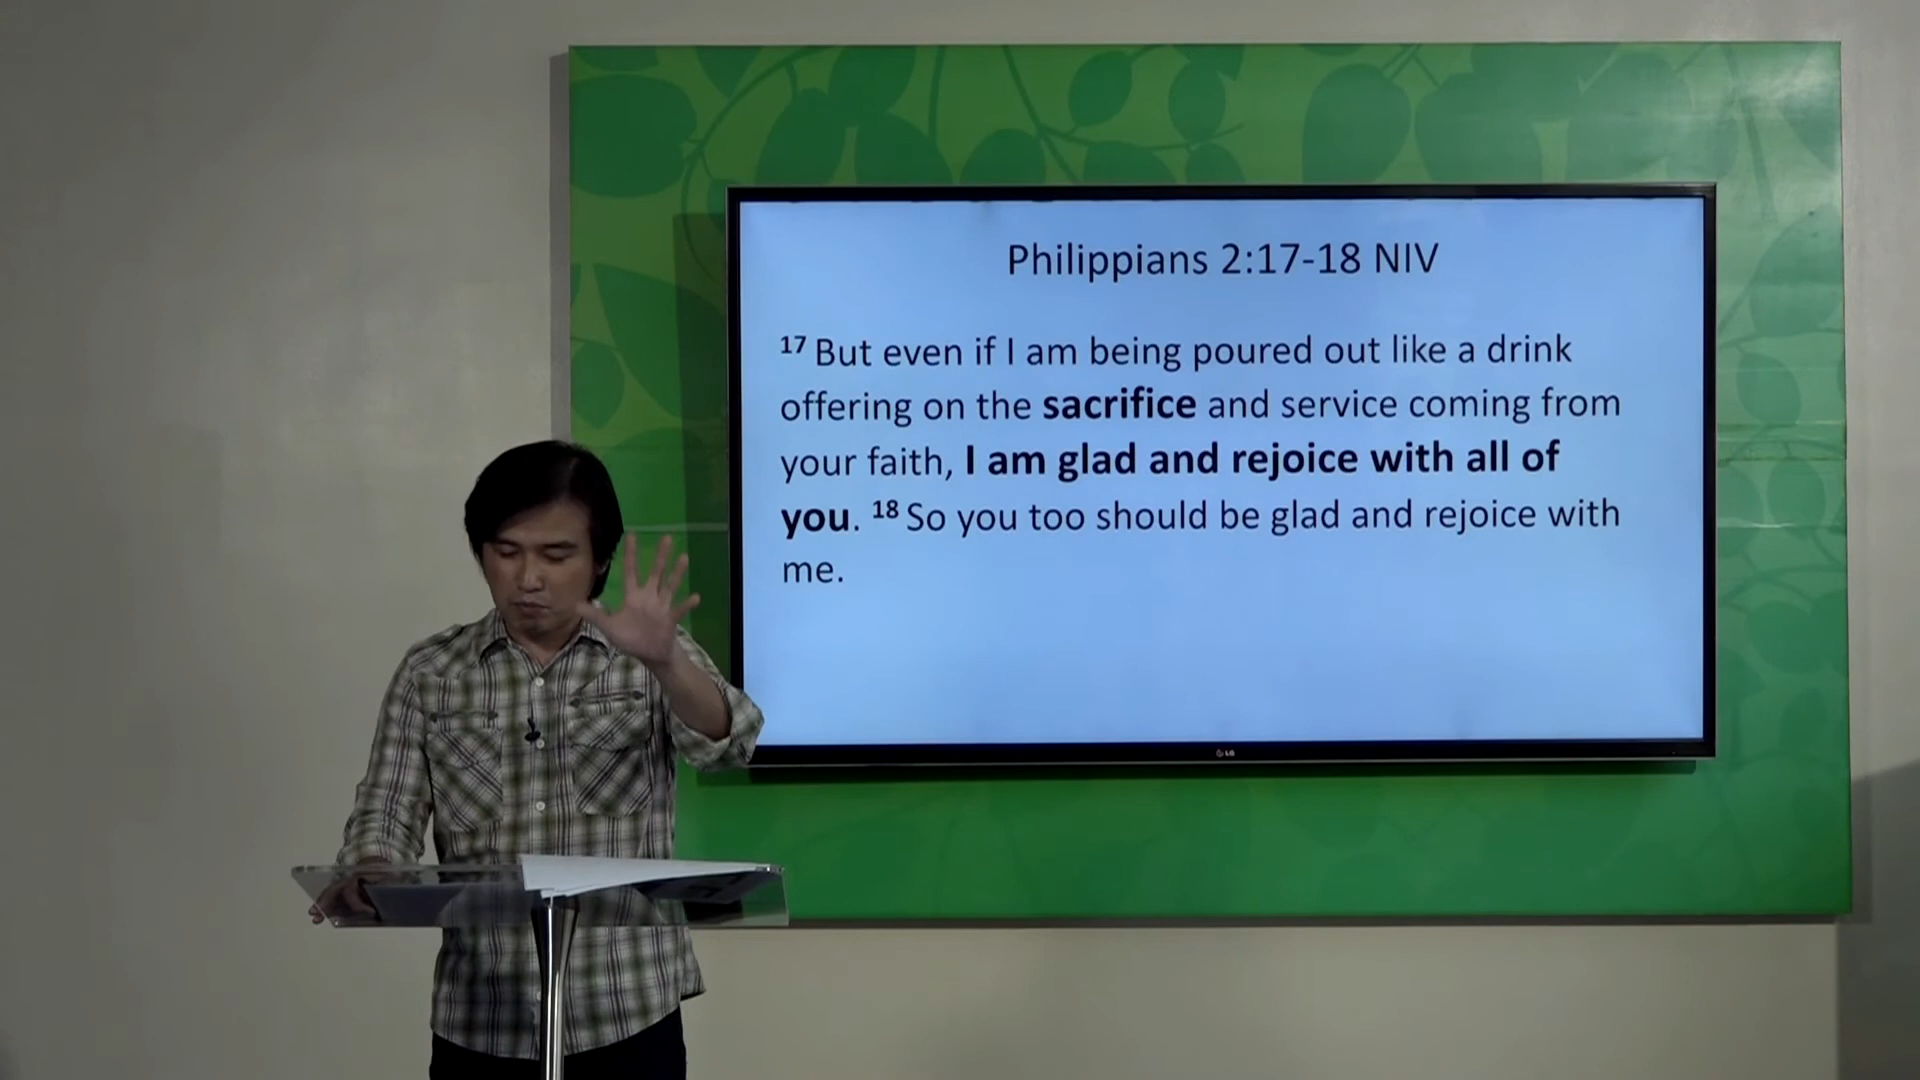 Philippians 2:17-18 NIV
17 But even if I am being poured out like a drink
offering on the sacrifice and service coming from
your faith, I am glad and rejoice with all of
you. 18 So you too should be glad and rejoice with
me.
LG